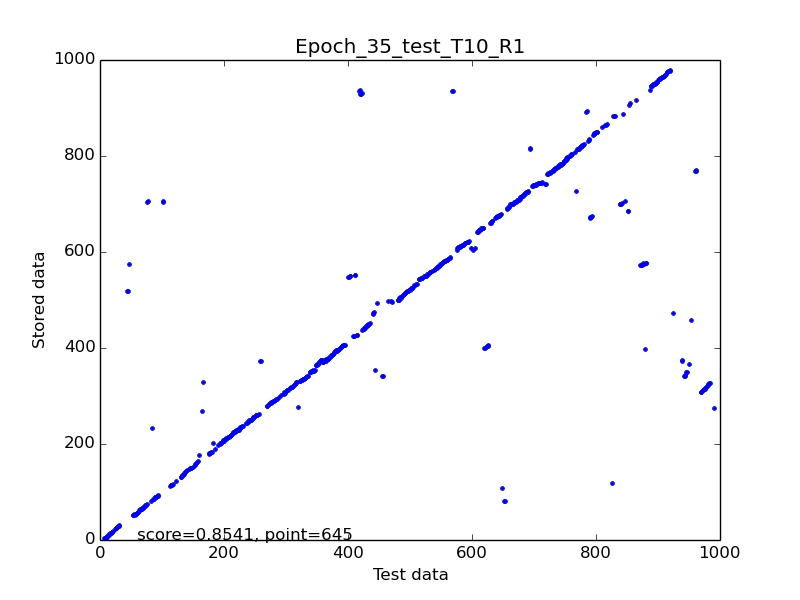 Epoch_35_test_T10_R1
1000
800
600
400
200
0
Stored data
score=0.8541, point=645
0 200 400 600 800 1000
Test data